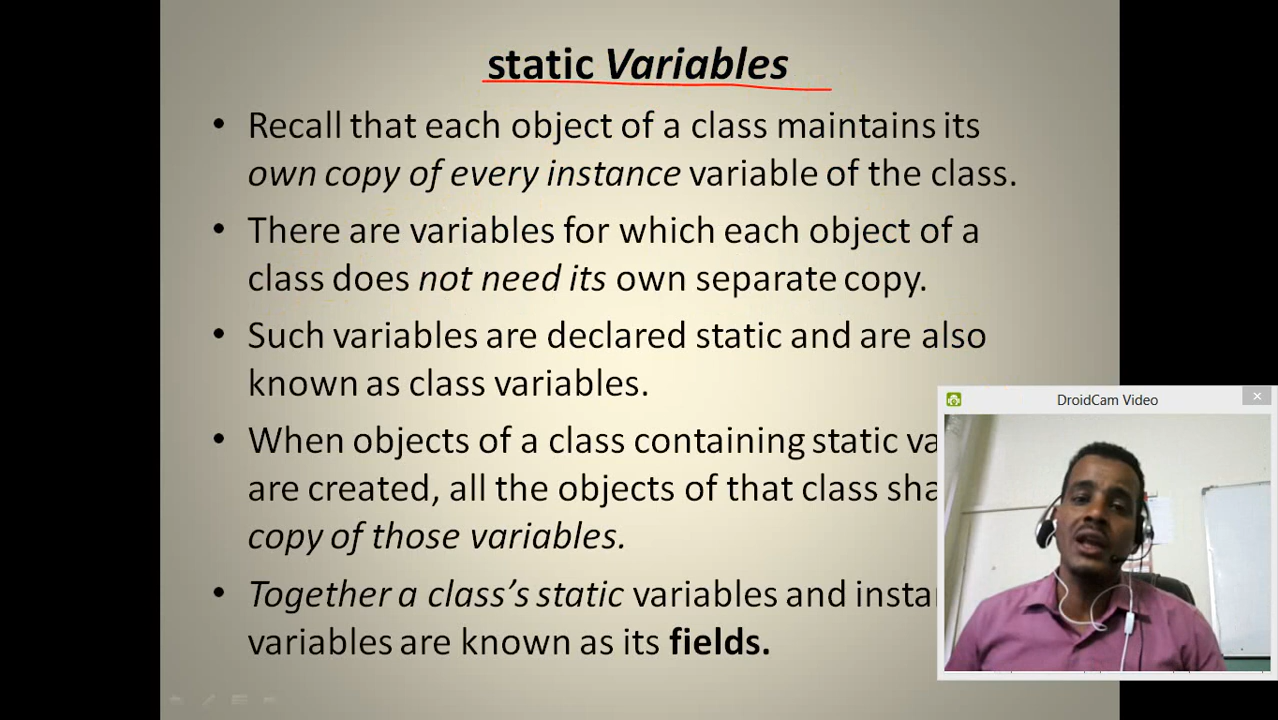 static Variables
• Recall that each object of a class maintains its
own copy of every instance variable of the class.
• There are variables for which each object of a
class does not need its own separate copy.
• Such variables are declared static and are also
known as class variables.
DroidCam Video
• When objects of a class containing static va
are created, all the objects of that class sha
copy of those variables.
• Together a class’s static variables and instan
variables are known as its fields.